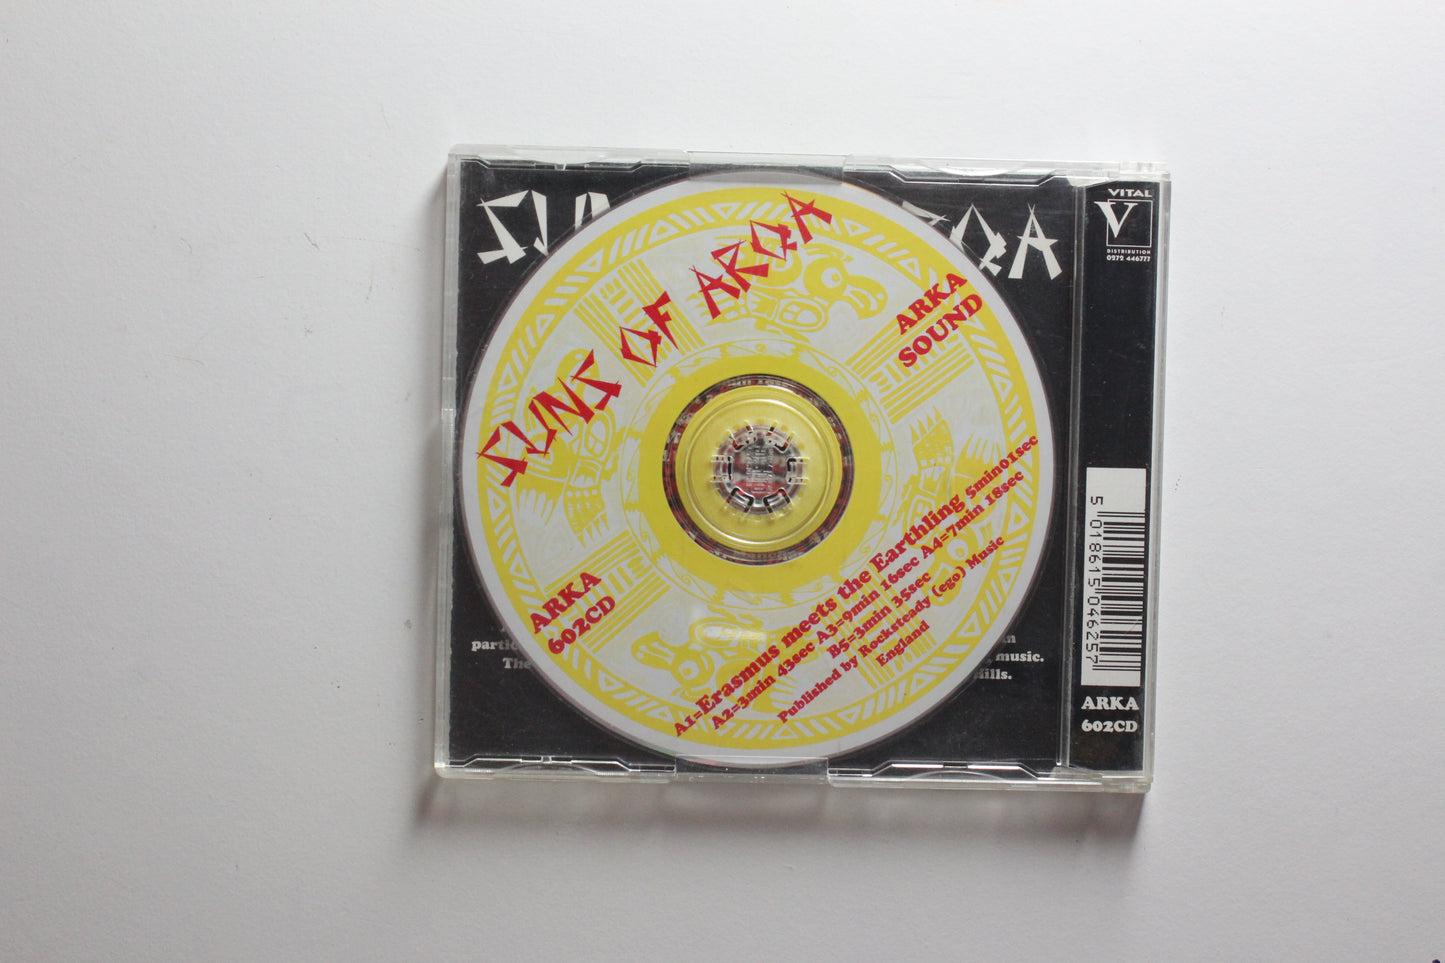 SUNS OF ARQA
ARKA
SOUND
ARKA
602CD
A1=Erasmus meets the Earthling 5min01sec
A2=3min 43sec A3=9min 16sec A4=7min 18sec
B5=3min 35sec
Published by Rocksteady (ego) Music
England
RQA
music.
The
VITAL
V
DISTRIBUTION
0272 446777
5 018615 046257
ARKA
602CD